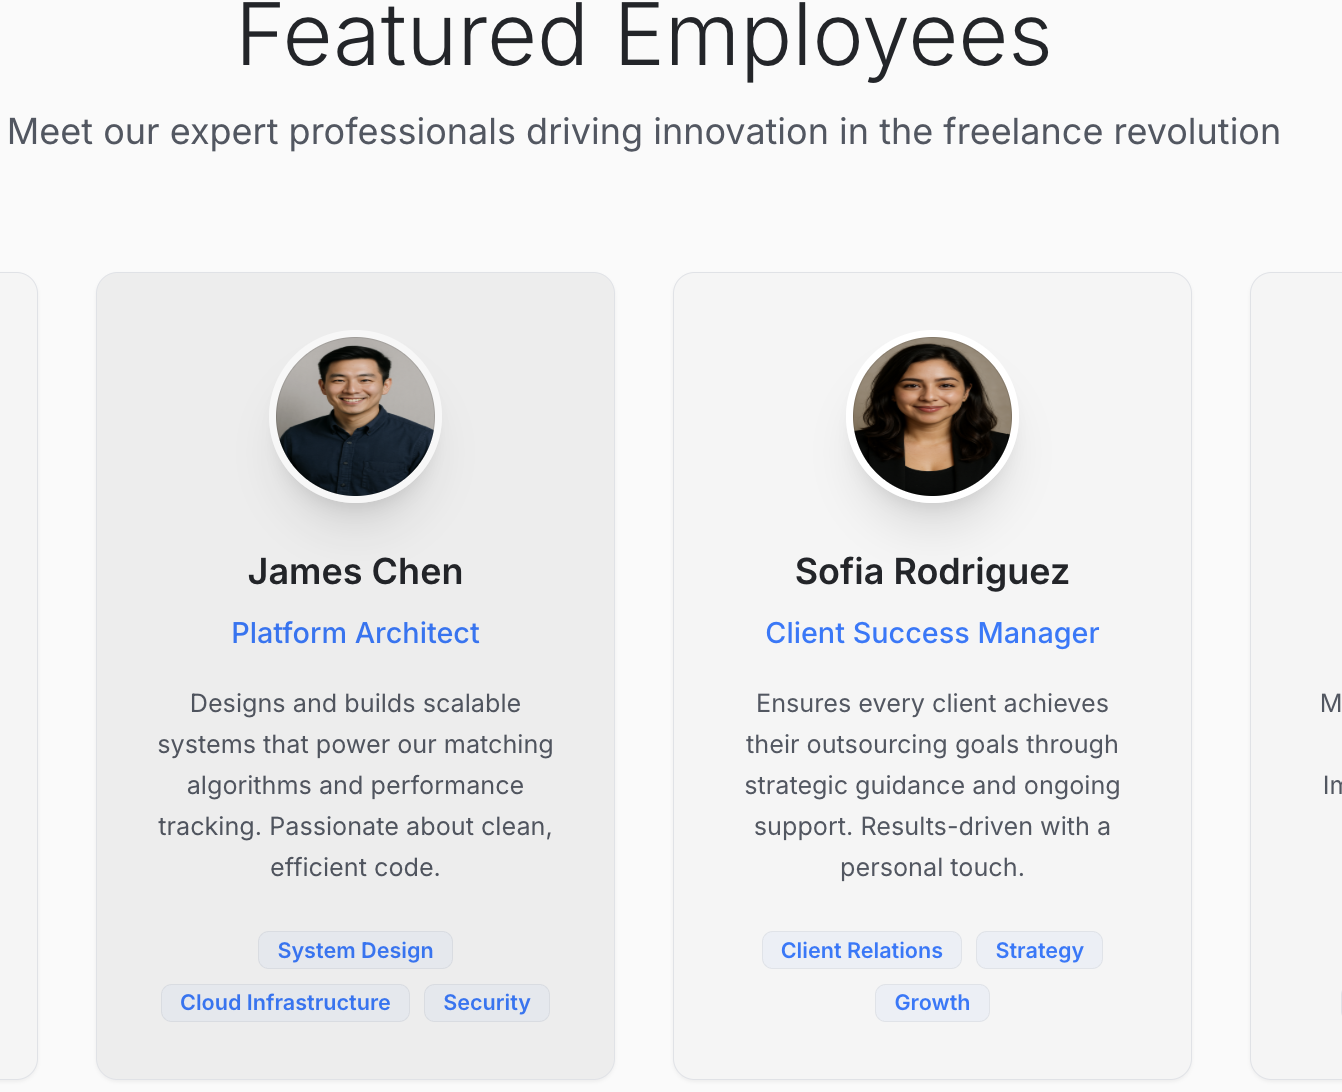 Featured Employees
Meet our expert professionals driving innovation in the freelance revolution
James Chen
Platform Architect
Designs and builds scalable
systems that power our matching
algorithms and performance
tracking. Passionate about clean,
efficient code.
System Design
Cloud Infrastructure
Security
Sofia Rodriguez
Client Success Manager
Ensures every client achieves
their outsourcing goals through
strategic guidance and ongoing
support. Results-driven with a
personal touch.
Client Relations
Strategy
Growth